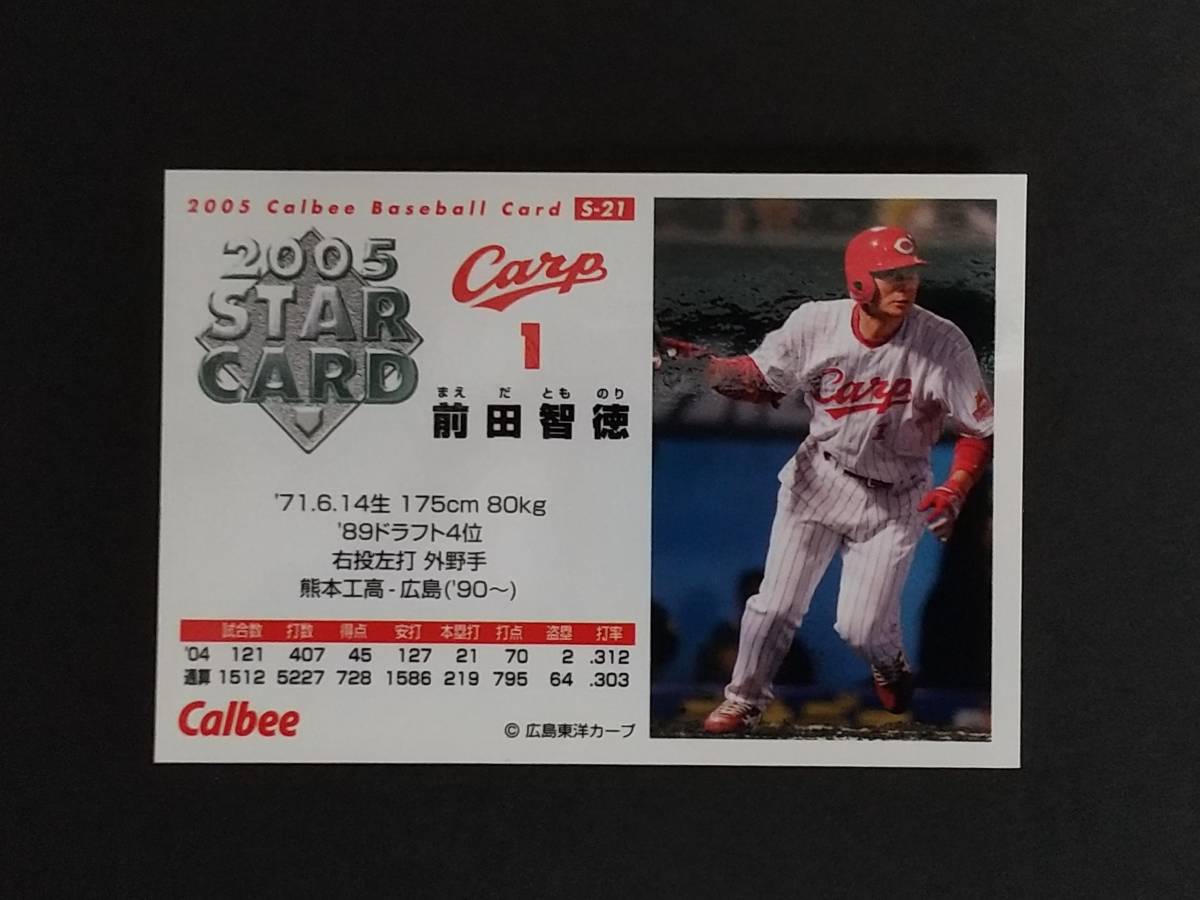 2005 Calbee Baseball Card S-21
2005
STAR
CARD
Carp
1
まえ だ とも のり
前田智徳
'71.6.14生 175cm 80kg
'89ドラフト4位
右投左打 外野手
熊本工高-広島('90〜)
試合数 打数 得点 安打 本塁打 打点 盗塁 打率
'04 121 407 45 127 21 70 2 .312
通算 1512 5227 728 1586 219 795 64 .303
Calbee
© 広島東洋カープ
C
Carp
1